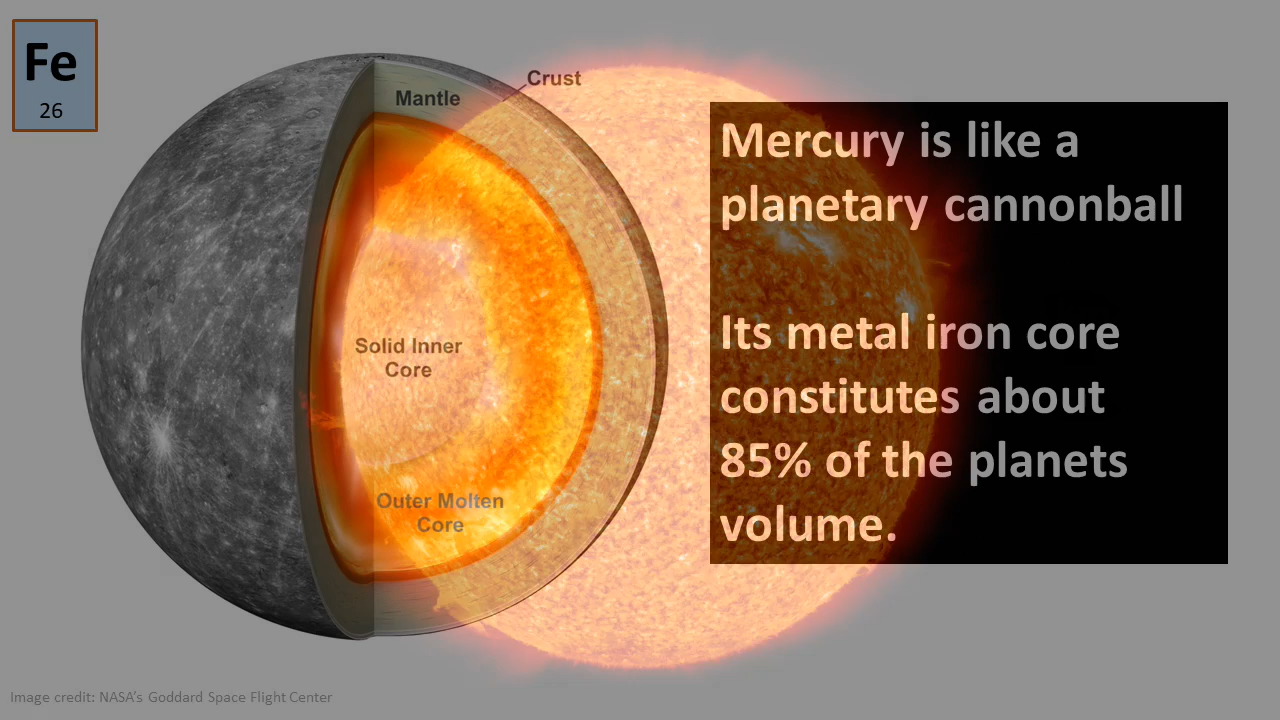 Fe
26
Crust
Mantle
Solid Inner
Core
Outer Molten
Core
Mercury is like a
planetary cannonball
Its metal iron core
constitutes about
85% of the planets
volume.
Image credit: NASA’s Goddard Space Flight Center